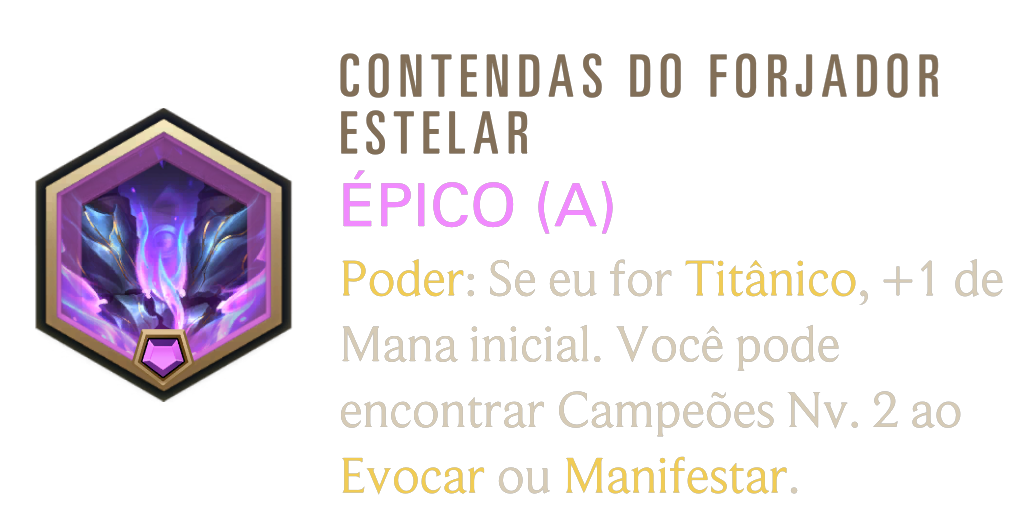 CONTENDAS DO FORJADOR
ESTELAR
ÉPICO (A)
Poder: Se eu for Titânico, +1 de
Mana inicial. Você pode
encontrar Campeões Nv. 2 ao
Evocar ou Manifestar.